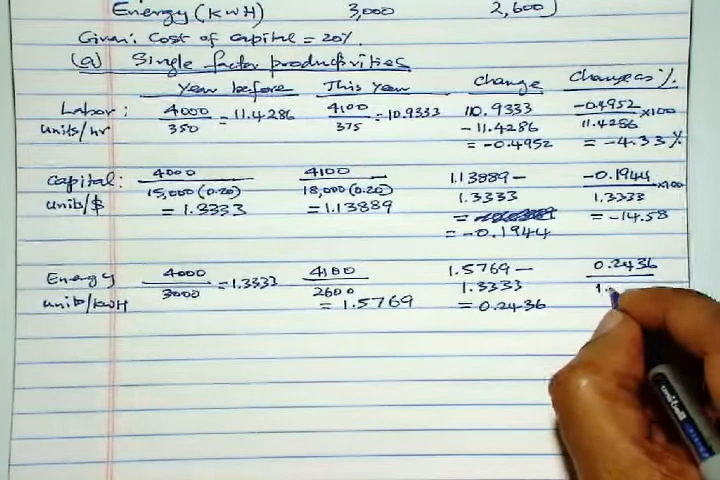 Energy (KWH) 3,000 2,600
Given: Cost of capital = 20%.
(a) Single factor productivities
Year before This Year Change Change as %
Labor: 4000 4100 10.9333 -0.4952
units/hr 350 = 11.4286 375 = 10.9333 - 11.4286 11.4286 x100
= -0.4952 = -4.33%
Capital: 4000 4100 1.13889 - -0.1944
units/$ 15,000 (0.20) 18,000 (0.20) 1.3333 1.3333 x100
= 1.3333 = 1.13889 = -14.58
= -0.1944
Energy 4000 4100 1.5769 - 0.2436
units/KWH 3000 = 1.3333 2600 1.3333 1.
= 1.5769 = 0.2436